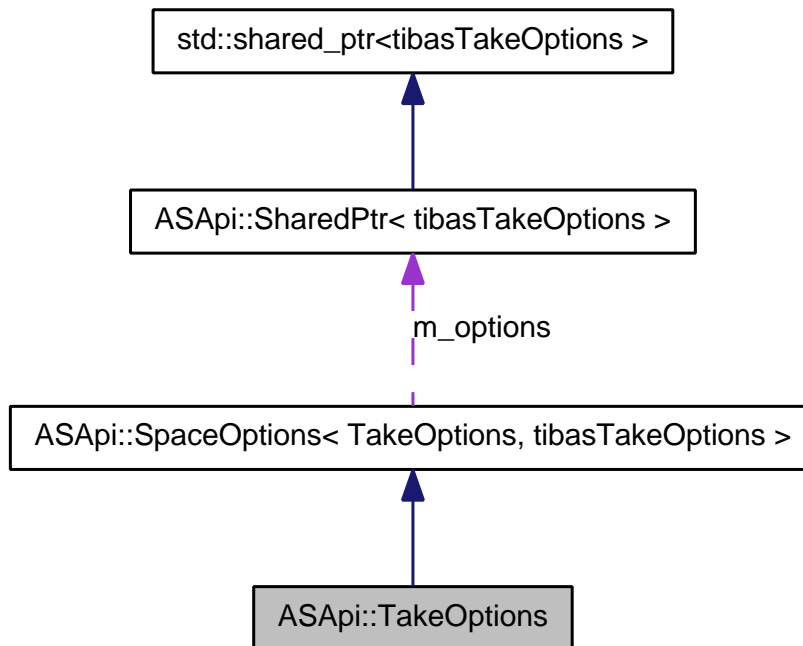 std::shared_ptr<tibasTakeOptions >
ASApi::SharedPtr< tibasTakeOptions >
m_options
ASApi::SpaceOptions< TakeOptions, tibasTakeOptions >
ASApi::TakeOptions